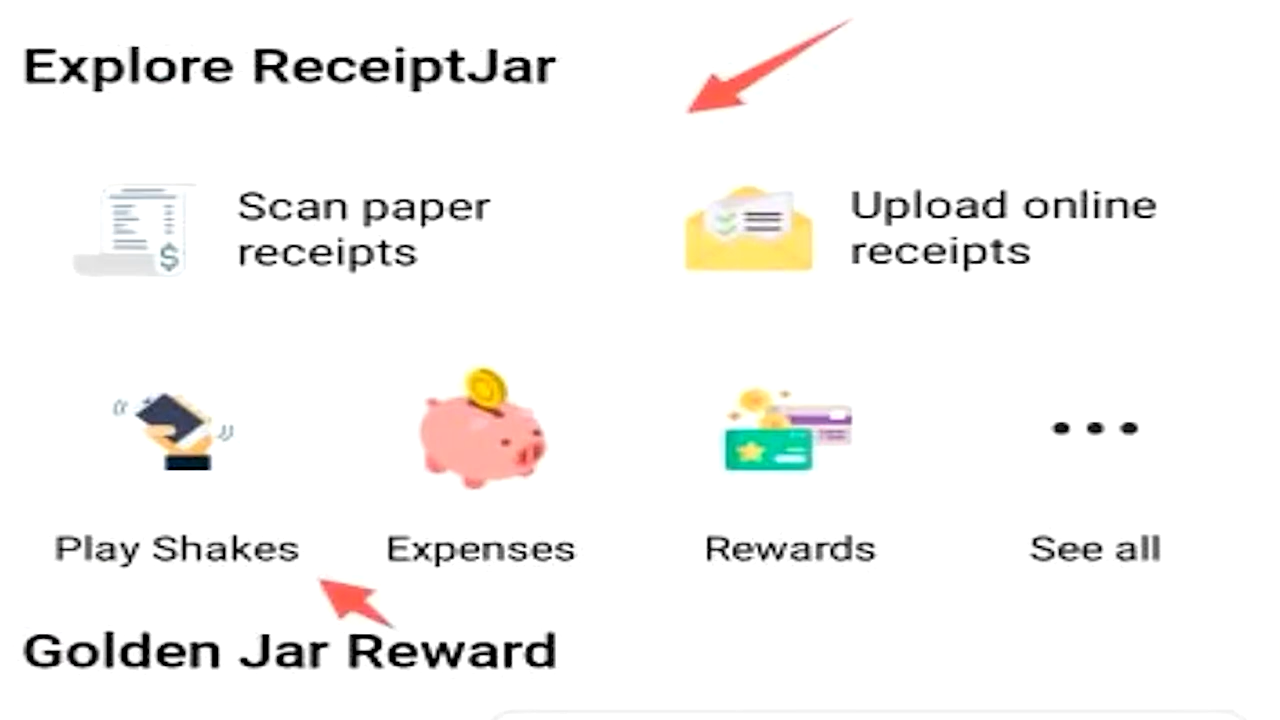 Explore ReceiptJar
Scan paper
receipts
Upload online
receipts
Play Shakes
Expenses
Rewards
See all
Golden Jar Reward